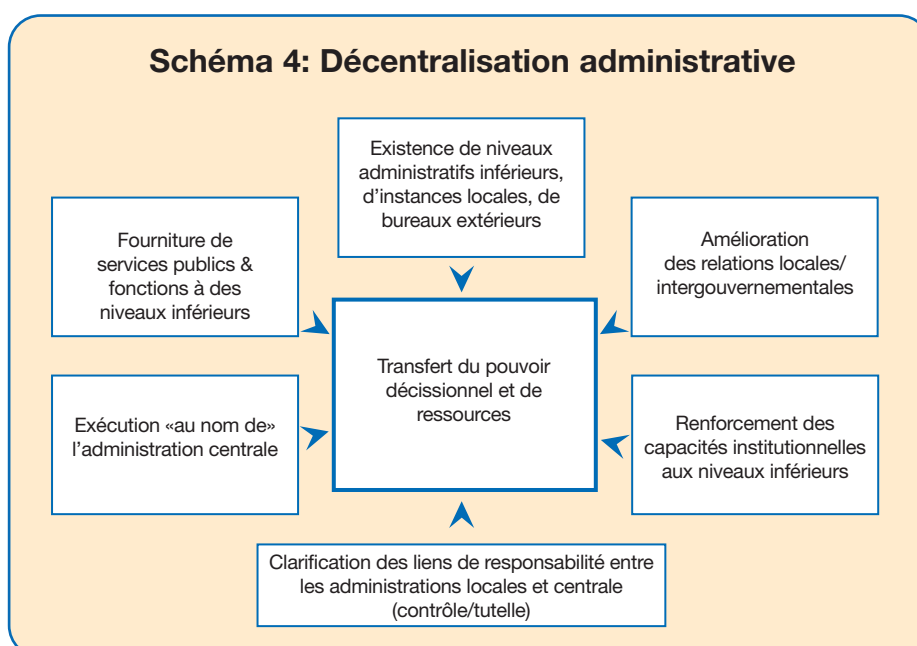 Schéma 4: Décentralisation administrative
Existence de niveaux
administratifs inférieurs,
d’instances locales, de
bureaux extérieurs
Fourniture de
services publics &
fonctions à des
niveaux inférieurs
Amélioration
des relations locales/
intergouvernementales
Transfert du pouvoir
décissionnel et de
ressources
Exécution «au nom de»
l’administration centrale
Renforcement des
capacités institutionnelles
aux niveaux inférieurs
Clarification des liens de responsabilité entre
les administrations locales et centrale
(contrôle/tutelle)